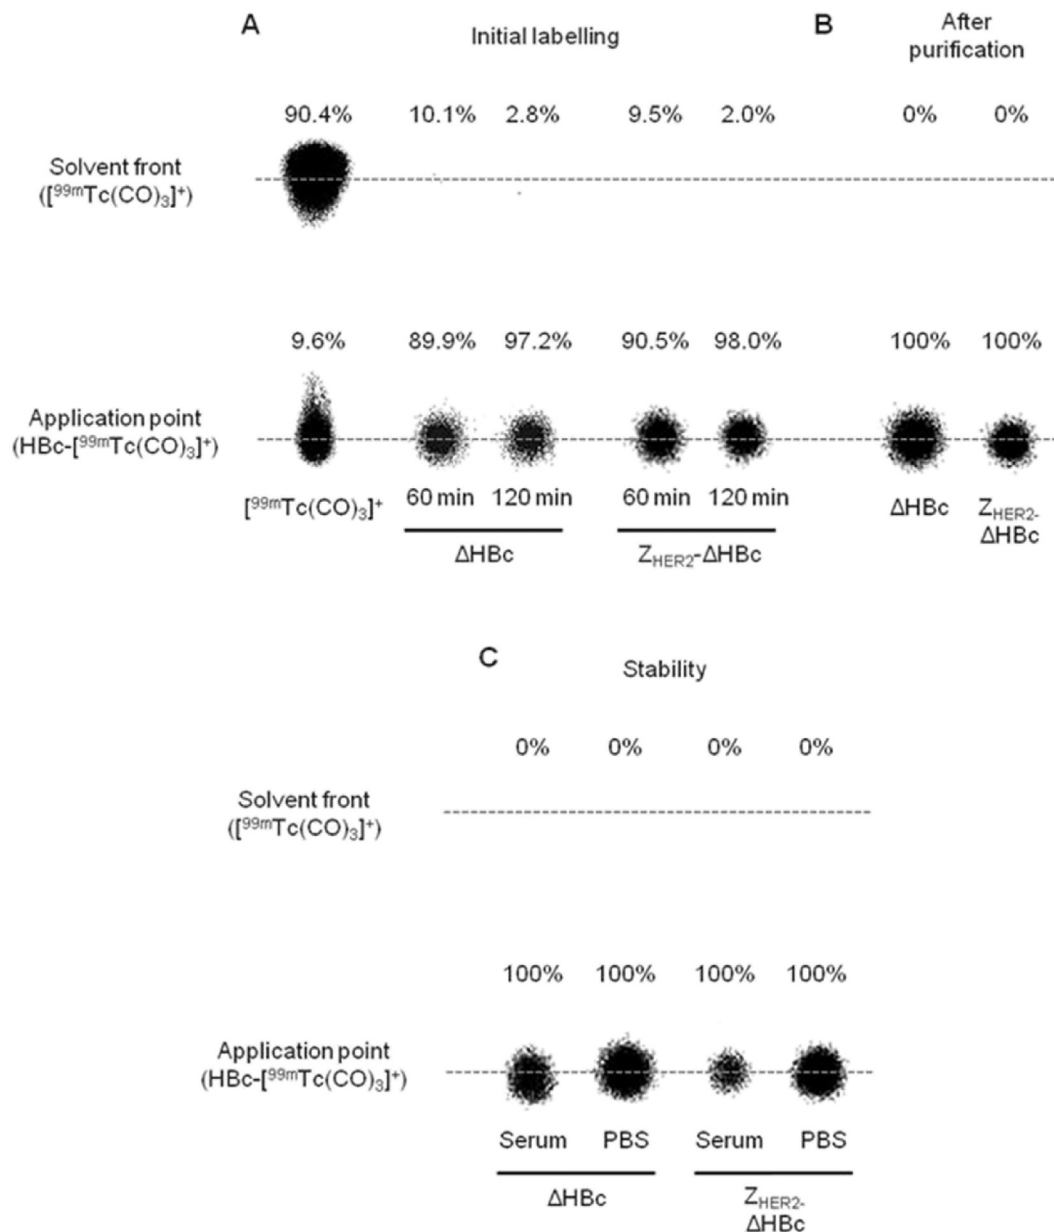 A
Initial labelling
B
After
purification
90.4%
10.1%
2.8%
9.5%
2.0%
0%
0%
Solvent front
([⁹⁹ᵐTc(CO)₃]⁺)
9.6%
89.9%
97.2%
90.5%
98.0%
100%
100%
Application point
(HBc-[⁹⁹ᵐTc(CO)₃]⁺)
[⁹⁹ᵐTc(CO)₃]⁺
60 min
120 min
60 min
120 min
ΔHBc
Z_HER2-
ΔHBc
ΔHBc
Z_HER2-ΔHBc
C
Stability
0%
0%
0%
0%
Solvent front
([⁹⁹ᵐTc(CO)₃]⁺)
100%
100%
100%
100%
Application point
(HBc-[⁹⁹ᵐTc(CO)₃]⁺)
Serum
PBS
Serum
PBS
ΔHBc
Z_HER2-
ΔHBc